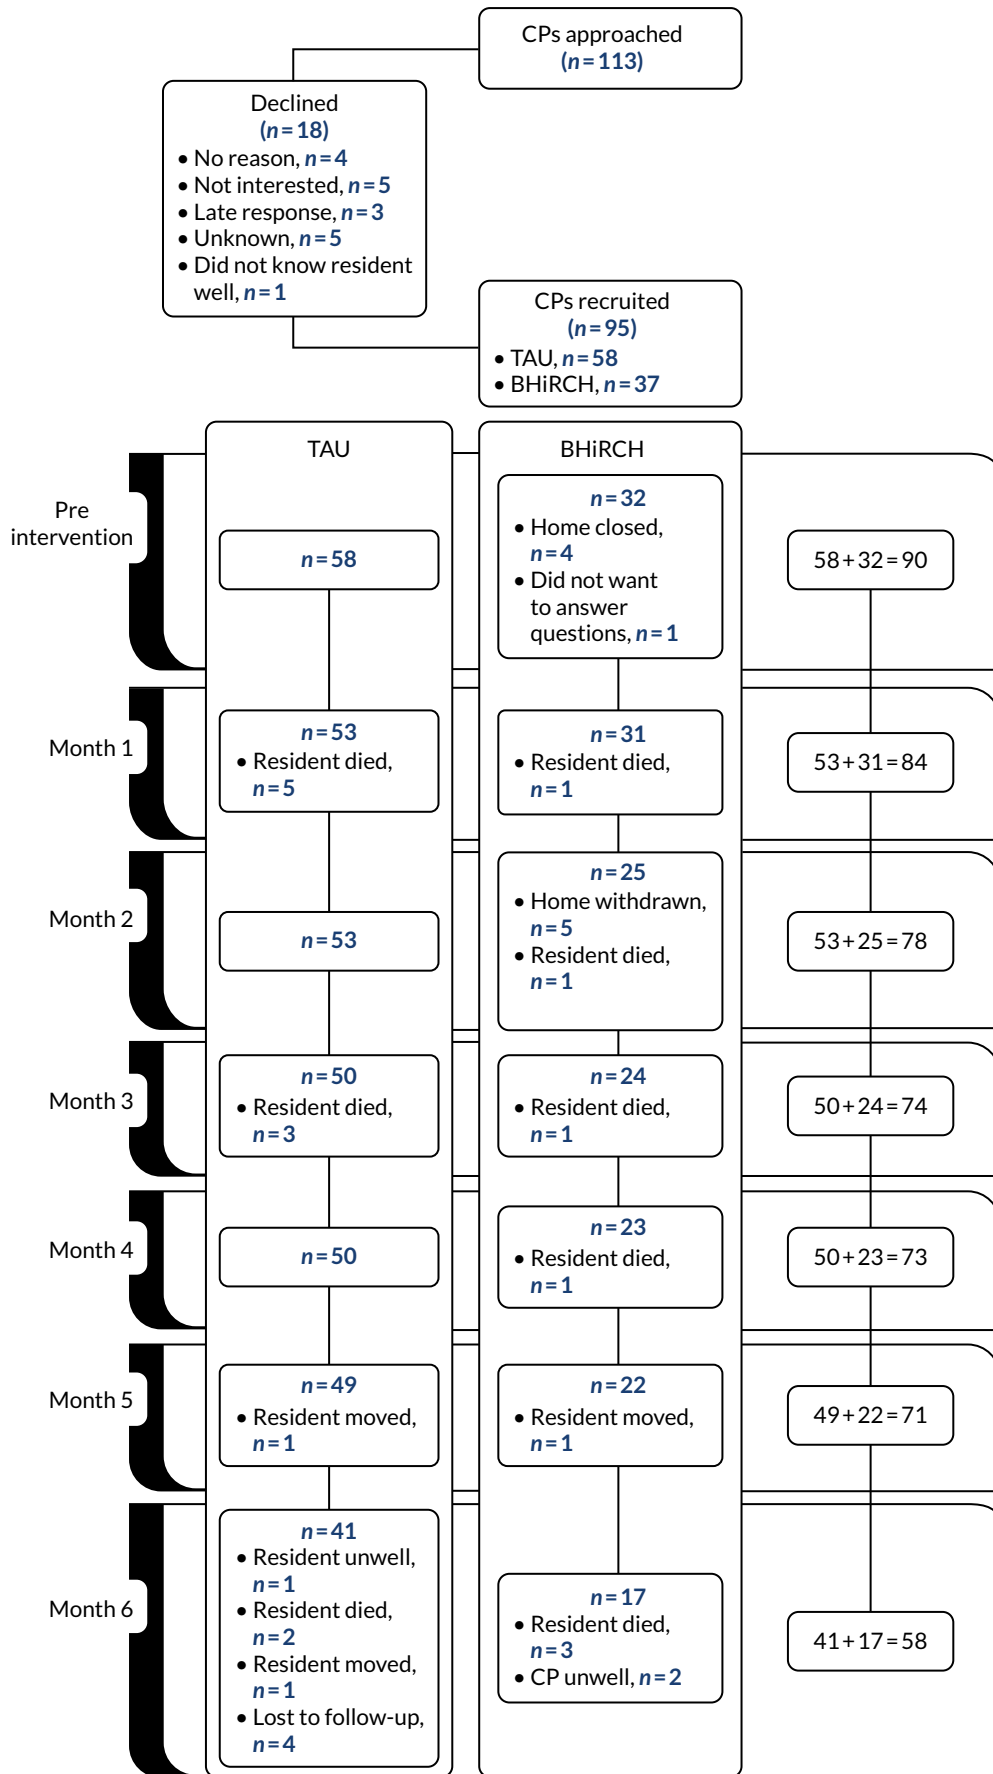 CPs approached
(n=113)
Declined
(n=18)
• No reason, n=4
• Not interested, n=5
• Late response, n=3
• Unknown, n=5
• Did not know resident
well, n=1
CPs recruited
(n=95)
• TAU, n=58
• BHiRCH, n=37
TAU
BHiRCH
Pre
intervention
n=58
n=32
• Home closed,
n=4
• Did not want
to answer
questions, n=1
58+32=90
Month 1
n=53
• Resident died,
n=5
n=31
• Resident died,
n=1
53+31=84
Month 2
n=53
n=25
• Home withdrawn,
n=5
• Resident died,
n=1
53+25=78
Month 3
n=50
• Resident died,
n=3
n=24
• Resident died,
n=1
50+24=74
Month 4
n=50
n=23
• Resident died,
n=1
50+23=73
Month 5
n=49
• Resident moved,
n=1
n=22
• Resident moved,
n=1
49+22=71
Month 6
n=41
• Resident unwell,
n=1
• Resident died,
n=2
• Resident moved,
n=1
• Lost to follow-up,
n=4
n=17
• Resident died,
n=3
• CP unwell, n=2
41+17=58